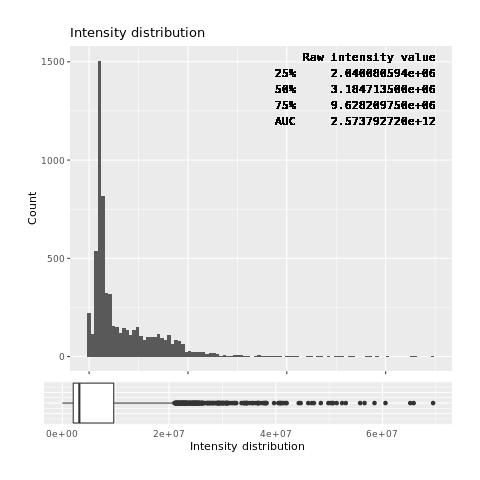 Intensity distribution
Raw intensity value
25% 2.040080594e+06
50% 3.184713500e+06
75% 9.628209750e+06
AUC 2.573792720e+12
1500
1000
500
0
Count
0e+00 2e+07 4e+07 6e+07
Intensity distribution